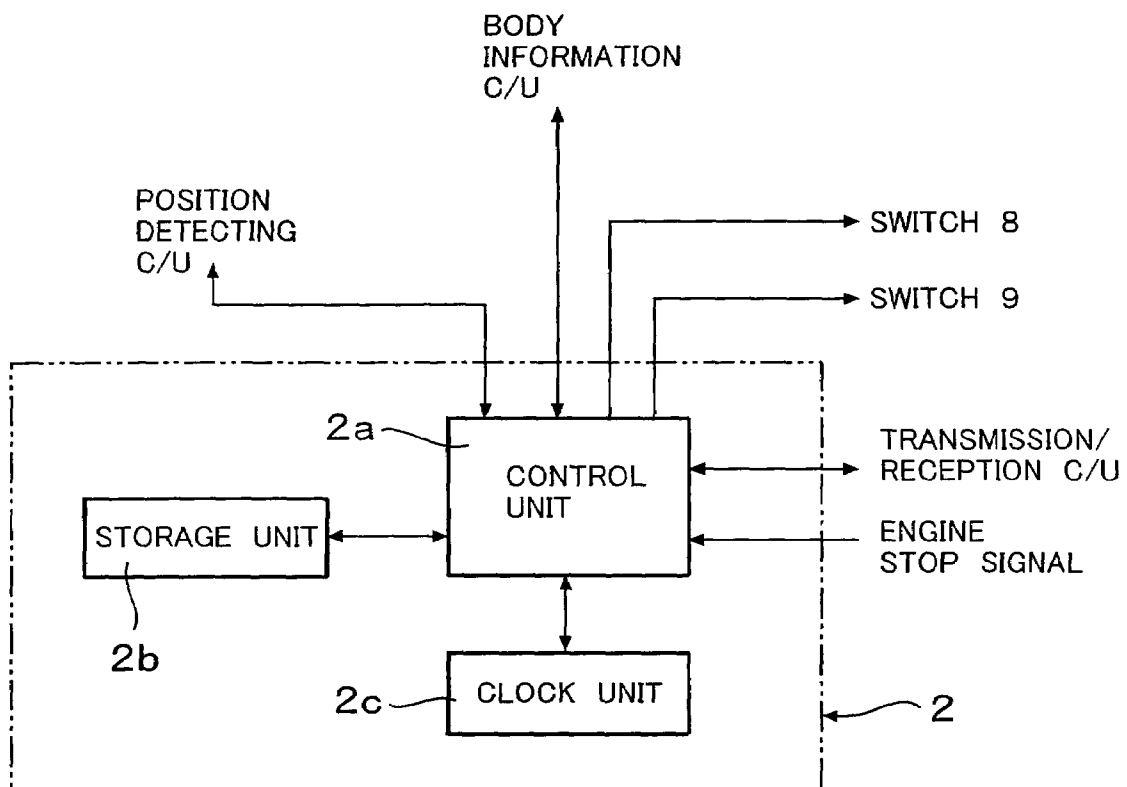 BODY
INFORMATION
C/U
POSITION
DETECTING
C/U
SWITCH 8
SWITCH 9
2a
CONTROL
UNIT
TRANSMISSION/
RECEPTION C/U
STORAGE UNIT
ENGINE
STOP SIGNAL
2b
2c
CLOCK UNIT
2